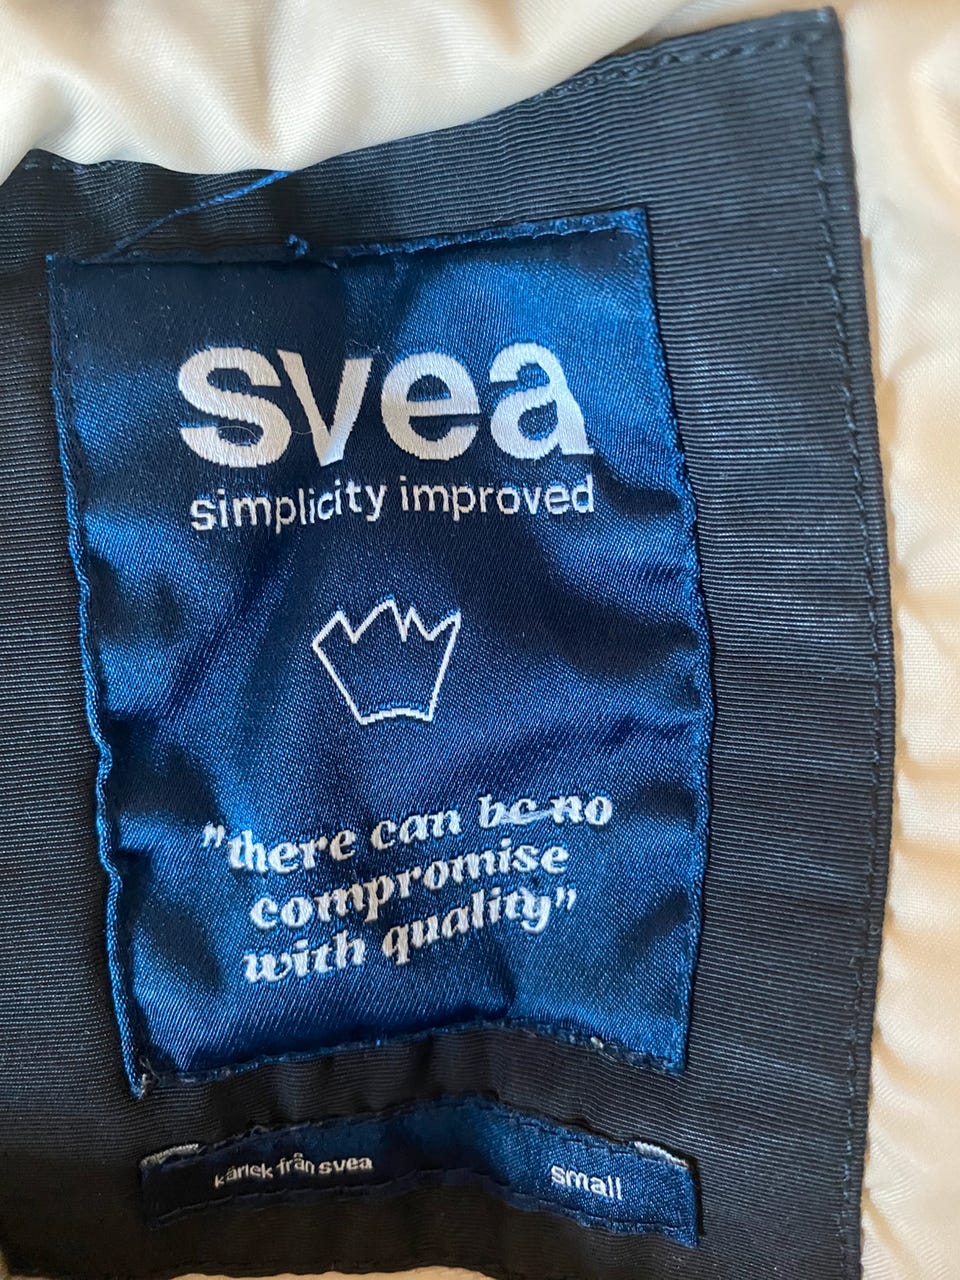 svea
simplicity improved
"there can be no
compromise
with quality"
kärlek från svea
small